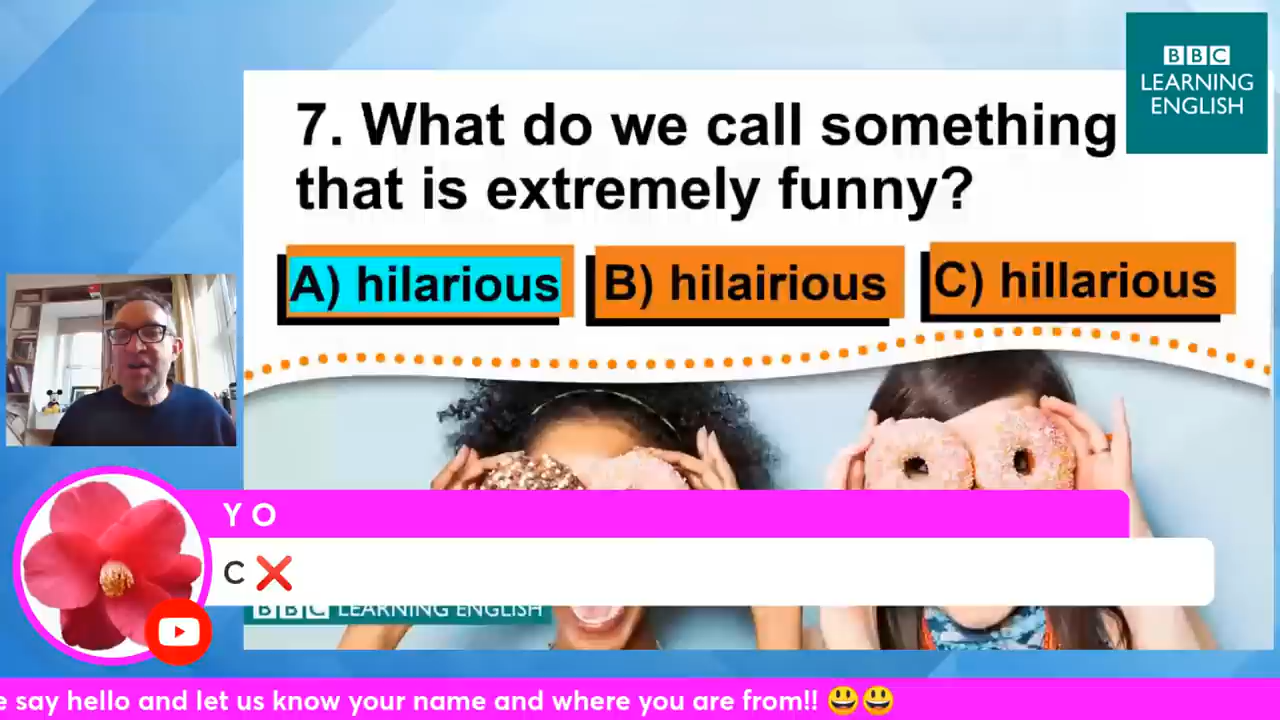 7. What do we call something
that is extremely funny?
BBC
LEARNING
ENGLISH
A) hilarious
B) hilairious
C) hillarious
Y O
C ❌
BBC LEARNING ENGLISH
e say hello and let us know your name and where you are from!! 😃😃